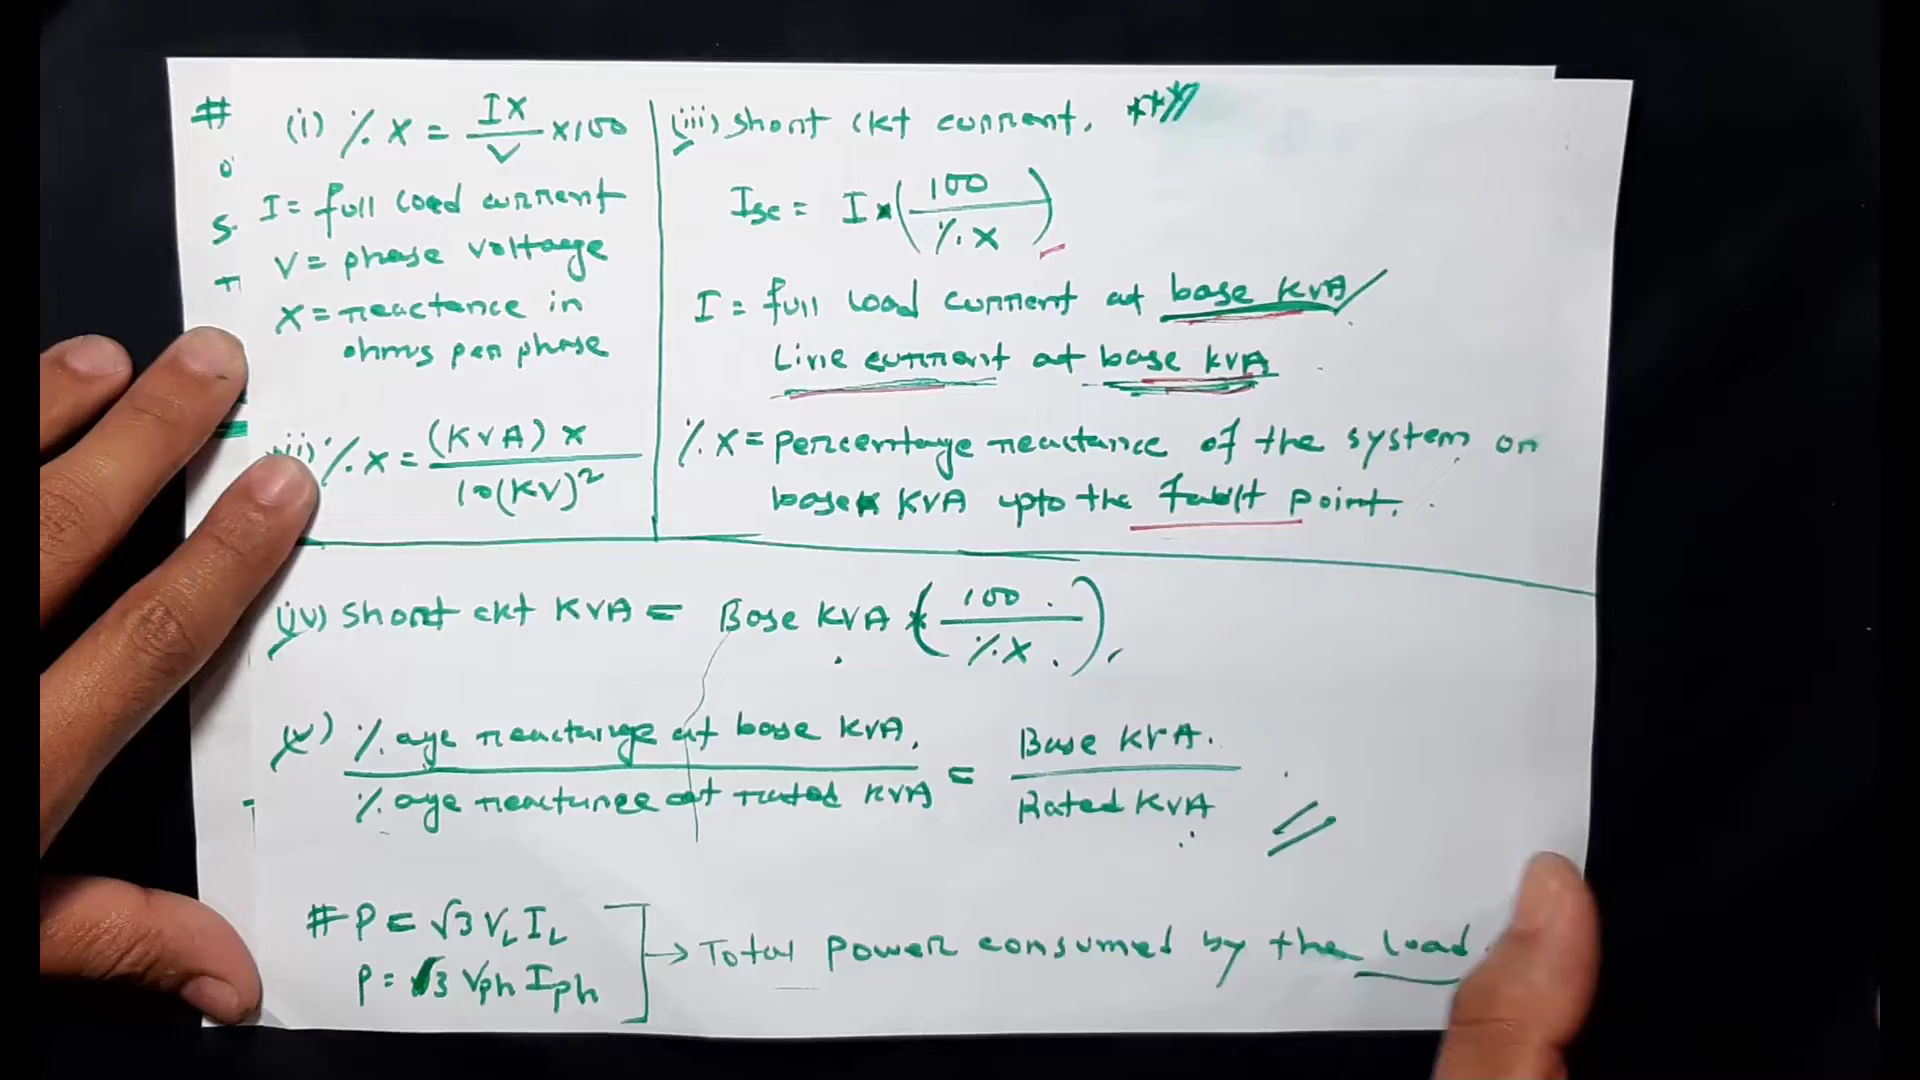 #
(i) % X = IX/V ×100
I = full load current
V = phase voltage
X = reactance in
ohms per phase
(ii) % X = (KVA) X / 10(KV)²
(iii) Short ckt current. ***
Isc = I × (100 / % X)
I = full load current at base KVA
Line current at base KVA
% X = percentage reactance of the system on
base KVA upto the fault point.
(iv) Short ckt KVA = Base KVA * (100 / % X)
(v) % age reactange at base KVA. / % age reactance at rated KVA = Base KVA. / Rated KVA
# P = √3 VL IL
P = √3 Vph Iph
→ Total power consumed by the load